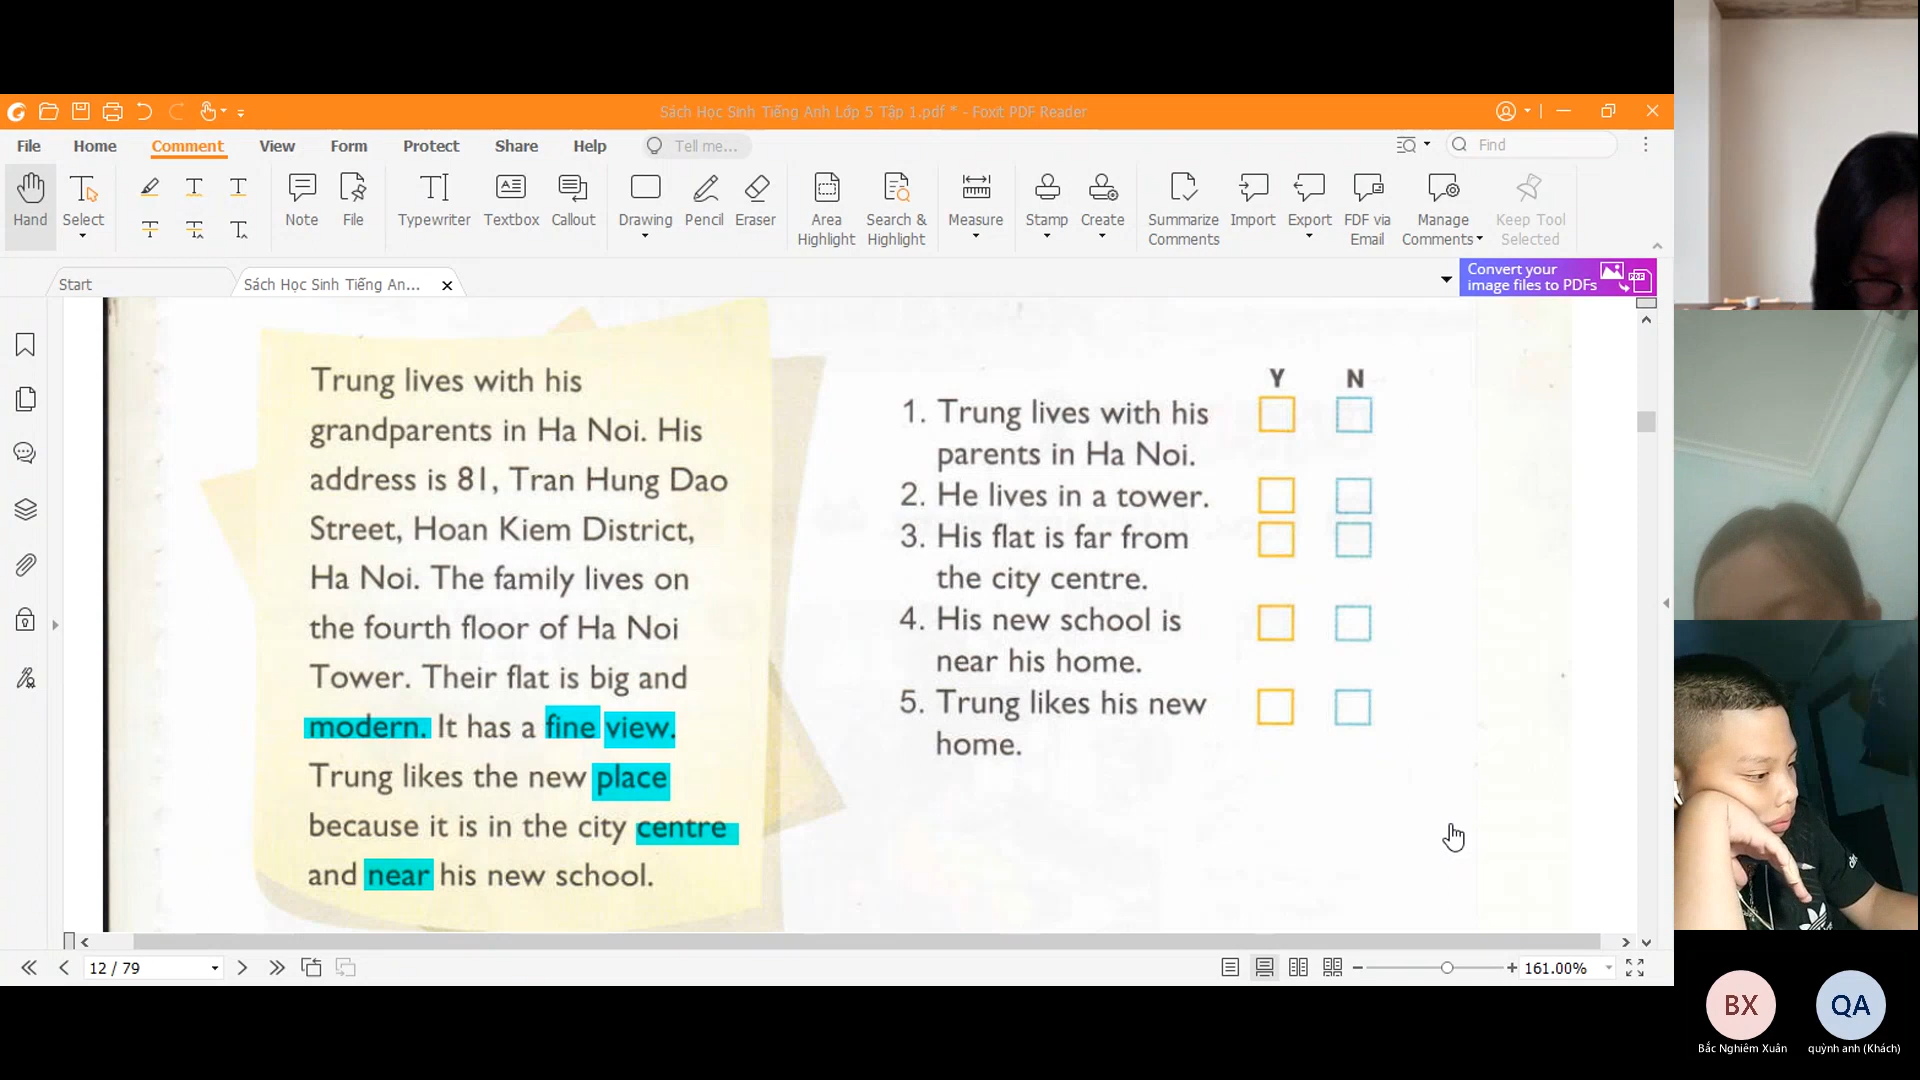 Sách Học Sinh Tiếng Anh Lớp 5 Tập 1.pdf * - Foxit PDF Reader
File Home Comment View Form Protect Share Help Tell me... Find
Hand Select Note File Typewriter Textbox Callout Drawing Pencil Eraser Area Highlight Search & Highlight Measure Stamp Create Summarize Comments Import Export FDF via Email Manage Comments Keep Tool Selected
Start Sách Học Sinh Tiếng An...
Convert your
image files to PDFs
Trung lives with his
grandparents in Ha Noi. His
address is 81, Tran Hung Dao
Street, Hoan Kiem District,
Ha Noi. The family lives on
the fourth floor of Ha Noi
Tower. Their flat is big and
modern. It has a fine view.
Trung likes the new place
because it is in the city centre
and near his new school.
Y N
1. Trung lives with his
parents in Ha Noi.
2. He lives in a tower.
3. His flat is far from
the city centre.
4. His new school is
near his home.
5. Trung likes his new
home.
12 / 79
161.00%
BX QA
Bắc Nghiêm Xuân quỳnh anh (Khách)